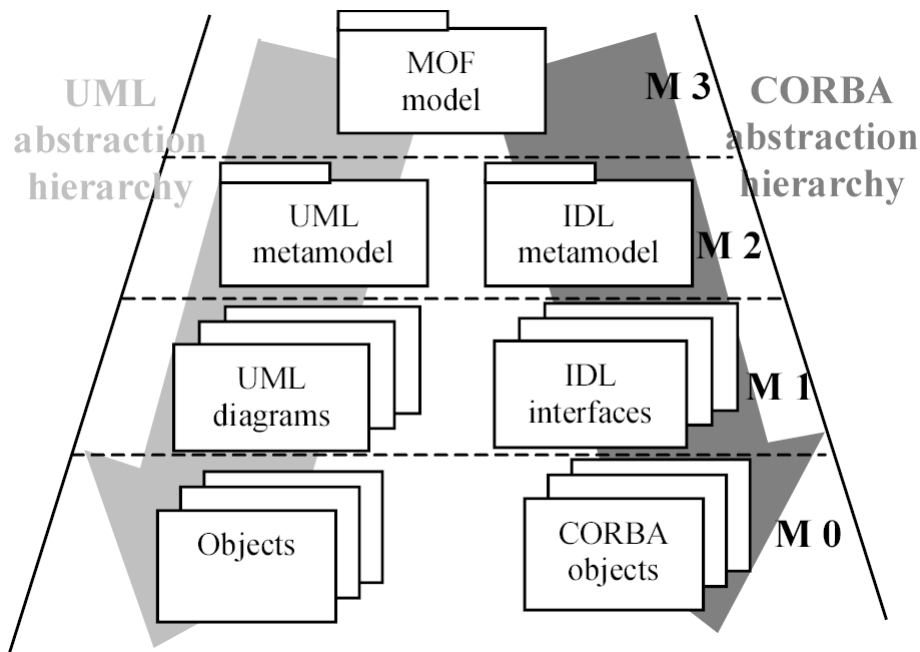 MOF
model
M 3
UML
abstraction
hierarchy
CORBA
abstraction
hierarchy
UML
metamodel
IDL
metamodel
M 2
UML
diagrams
IDL
interfaces
M 1
Objects
CORBA
objects
M 0